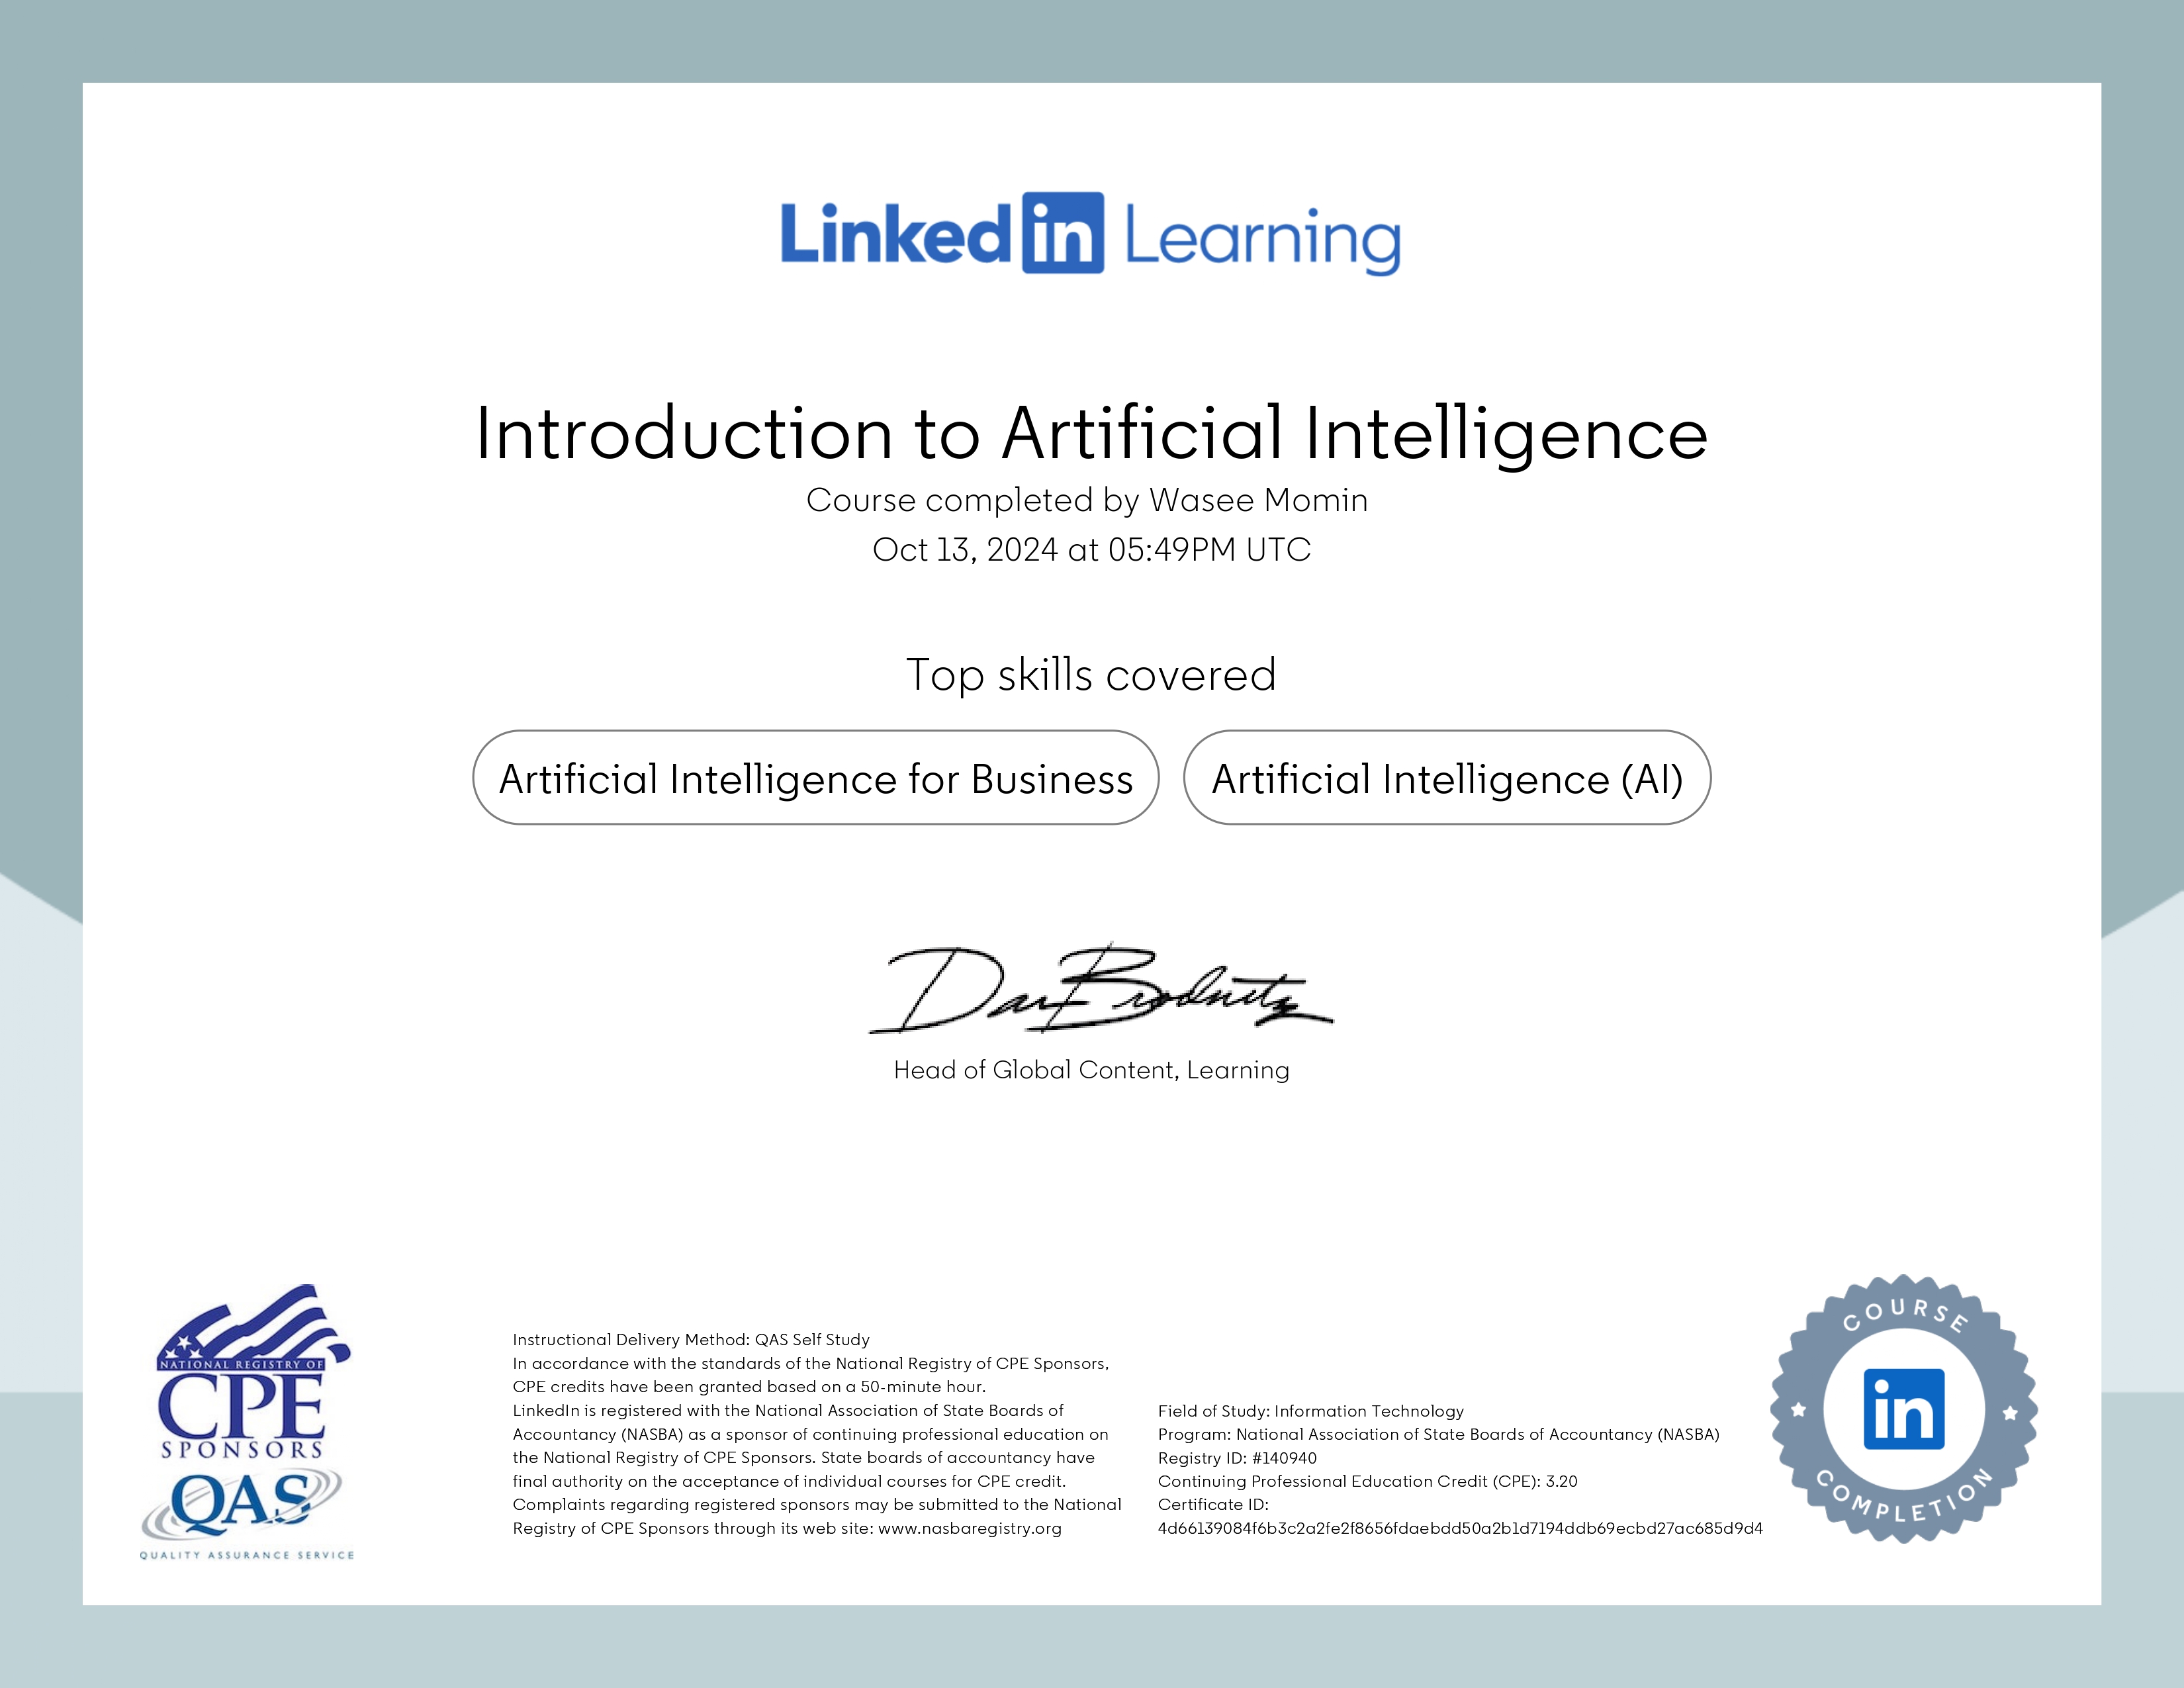 Linkedin Learning
Introduction to Artificial Intelligence
Course completed by Wasee Momin
Oct 13, 2024 at 05:49PM UTC
Top skills covered
Artificial Intelligence for Business
Artificial Intelligence (AI)
Dan Brodnitz
Head of Global Content, Learning
NATIONAL REGISTRY OF
CPE
SPONSORS
QAS
QUALITY ASSURANCE SERVICE
Instructional Delivery Method: QAS Self Study
In accordance with the standards of the National Registry of CPE Sponsors,
CPE credits have been granted based on a 50-minute hour.
LinkedIn is registered with the National Association of State Boards of
Accountancy (NASBA) as a sponsor of continuing professional education on
the National Registry of CPE Sponsors. State boards of accountancy have
final authority on the acceptance of individual courses for CPE credit.
Complaints regarding registered sponsors may be submitted to the National
Registry of CPE Sponsors through its web site: www.nasbaregistry.org
Field of Study: Information Technology
Program: National Association of State Boards of Accountancy (NASBA)
Registry ID: #140940
Continuing Professional Education Credit (CPE): 3.20
Certificate ID:
4d66139084f6b3c2a2fe2f8656fdaebdd50a2b1d7194ddb69ecbd27ac685d9d4
COURSE
in
COMPLETION